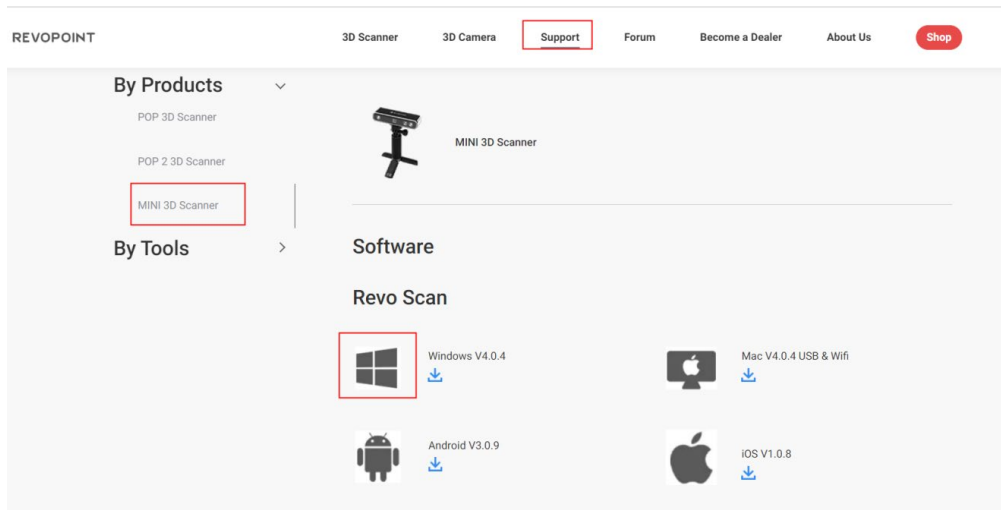 REVOPOINT
3D Scanner
3D Camera
Support
Forum
Become a Dealer
About Us
Shop
By Products
POP 3D Scanner
POP 2 3D Scanner
MINI 3D Scanner
By Tools
MINI 3D Scanner
Software
Revo Scan
Windows V4.0.4
Mac V4.0.4 USB & Wifi
Android V3.0.9
iOS V1.0.8